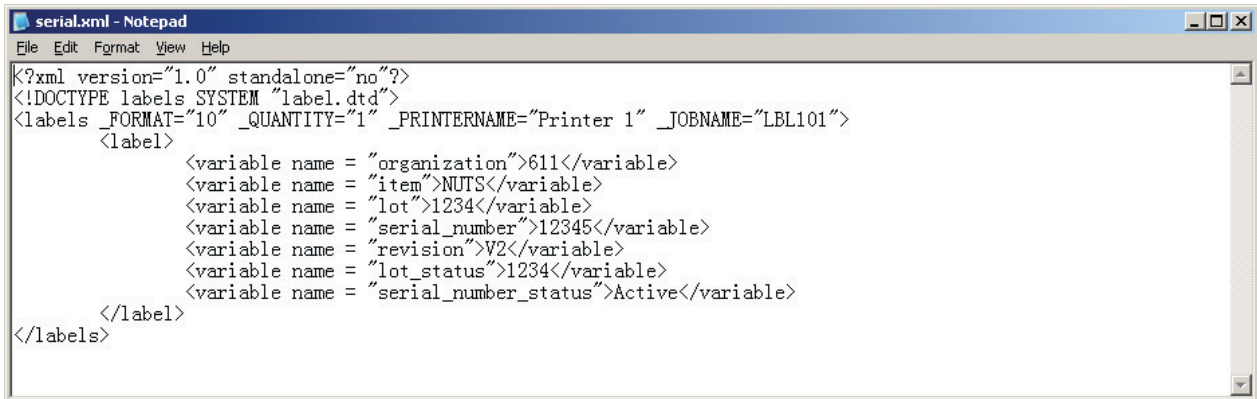 serial.xml - Notepad
File Edit Format View Help
<?xml version="1.0" standalone="no"?>
<!DOCTYPE labels SYSTEM "label.dtd">
<labels _FORMAT="10" _QUANTITY="1" _PRINTERNAME="Printer 1" _JOBNAME="LBL101">
<label>
<variable name = "organization">611</variable>
<variable name = "item">NUTS</variable>
<variable name = "lot">1234</variable>
<variable name = "serial_number">12345</variable>
<variable name = "revision">V2</variable>
<variable name = "lot_status">1234</variable>
<variable name = "serial_number_status">Active</variable>
</label>
</labels>